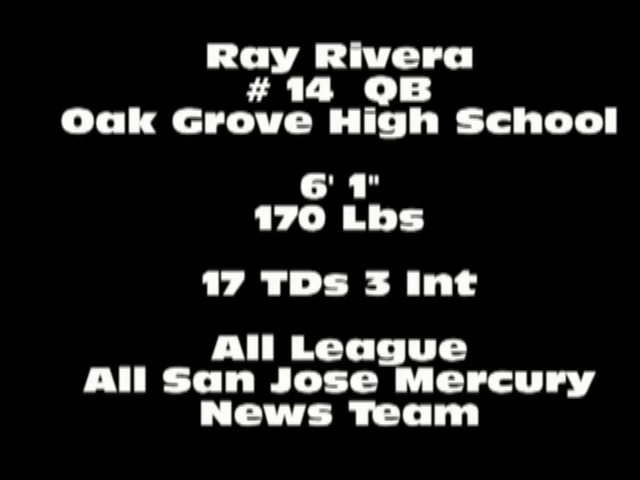 Ray Rivera
# 14 QB
Oak Grove High School
6' 1"
170 Lbs
17 TDs 3 Int
All League
All San Jose Mercury
News Team